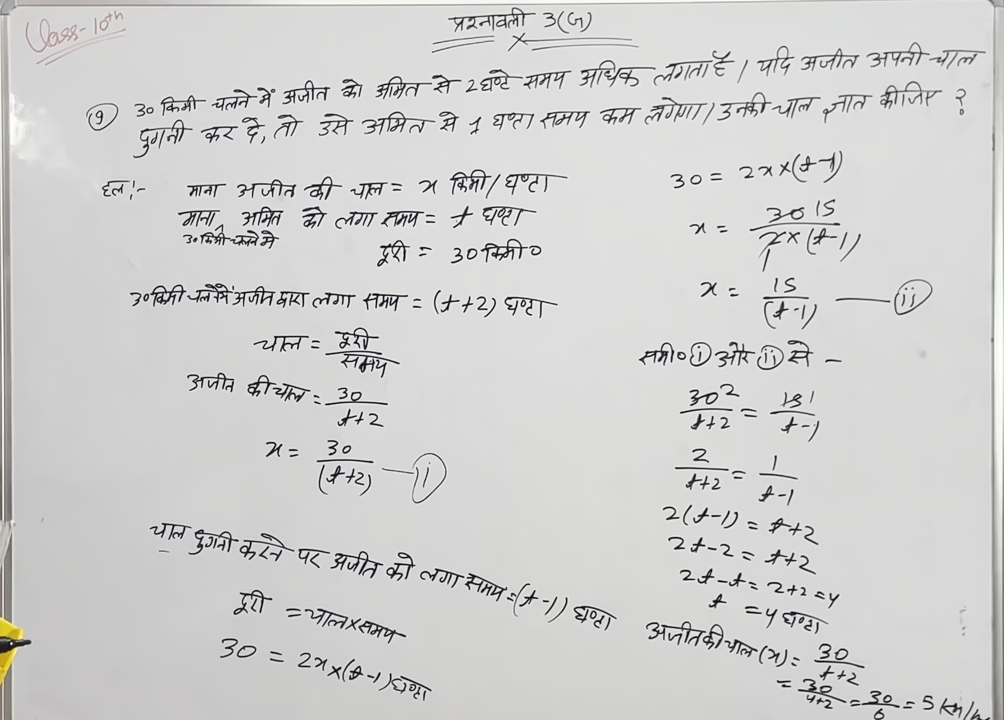 Class-10th
प्रश्नावली 3(G)
(9) 30 किमी चलने में अजीत को अमित से 2 घण्टे समय अधिक लगता है / यदि अजीत अपनी चाल
दुगनी कर दे, तो उसे अमित से 1 घण्टा समय कम लगेगा / उनकी चाल ज्ञात कीजिए ?
हल:- माना अजीत की चाल = x किमी/घण्टा
माना, अमित को लगा समय = t घण्टा
30 किमी चलने में
दूरी = 30 किमी०
30 किमी चलने में अजीत द्वारा लगा समय = (t+2) घण्टा
चाल = दूरी/समय
अजीत की चाल = 30/t+2
x = 30/(t+2) —(i)
चाल दुगनी करने पर अजीत को लगा समय = (t-1) घण्टा
दूरी = चाल×समय
30 = 2x×(t-1) घण्टा
30 = 2x×(t-1)
x = 30 15/2×(t-1)
1
x = 15/(t-1) —(ii)
समी० (i) और (ii) से -
30 2/t+2 = 15 1/t-1
2/t+2 = 1/t-1
2(t-1) = t+2
2t-2 = t+2
2t-t = 2+2 = 4
t = 4 घण्टा
अजीत की चाल (x) = 30/t+2
= 30/4+2 = 30/6 = 5 km/